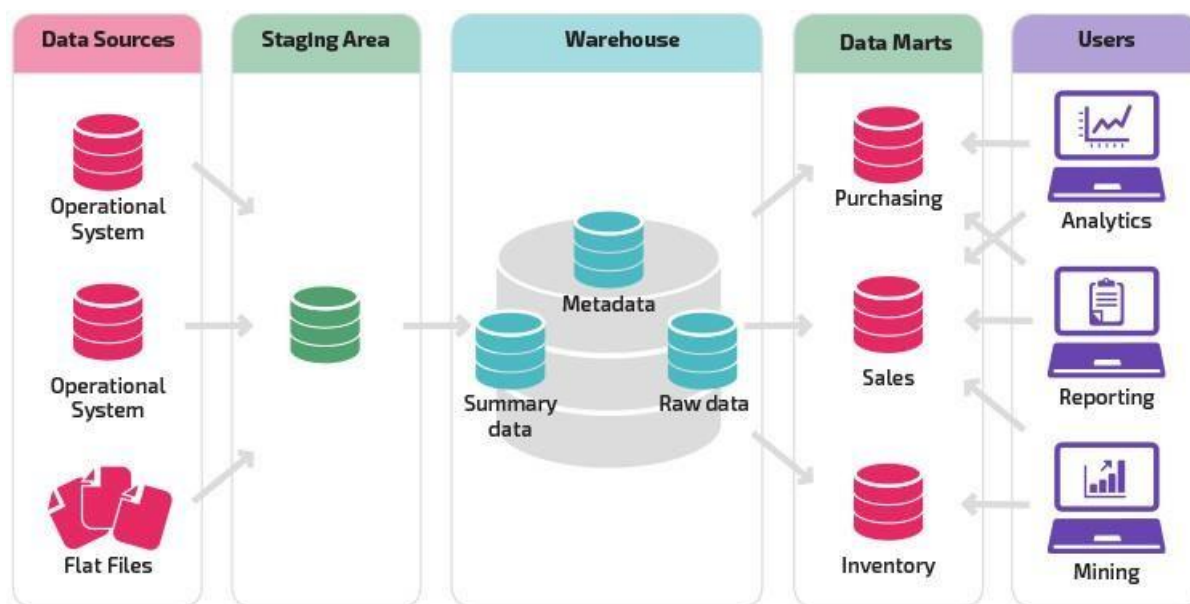 Data Sources
Staging Area
Warehouse
Data Marts
Users
Operational
System
Operational
System
Flat Files
Metadata
Summary
data
Raw data
Purchasing
Sales
Inventory
Analytics
Reporting
Mining